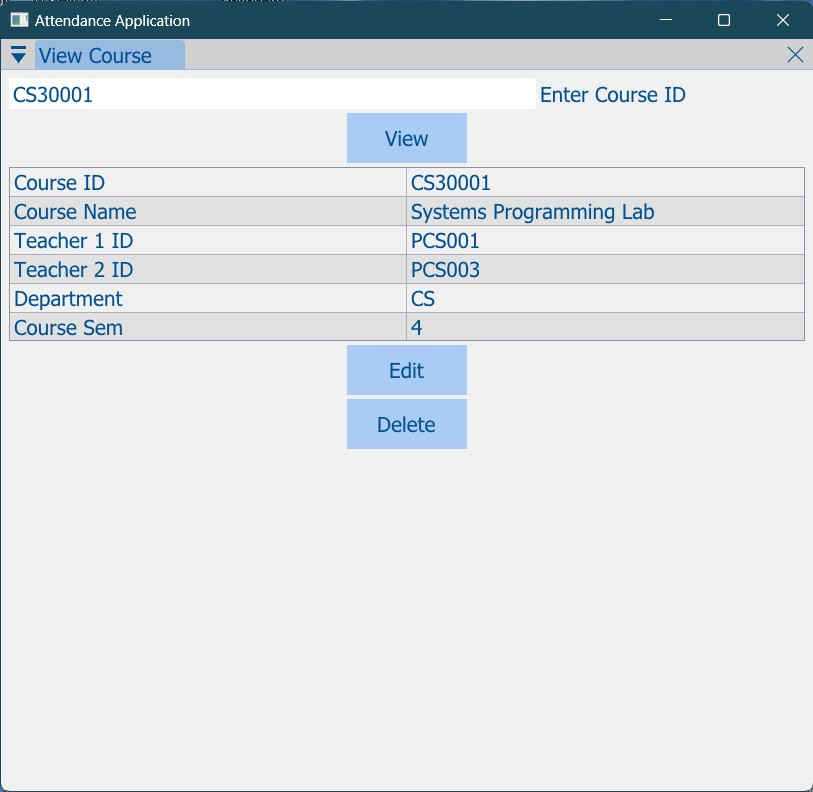 Attendance Application
View Course
CS30001 Enter Course ID
View
Course ID CS30001
Course Name Systems Programming Lab
Teacher 1 ID PCS001
Teacher 2 ID PCS003
Department CS
Course Sem 4
Edit
Delete